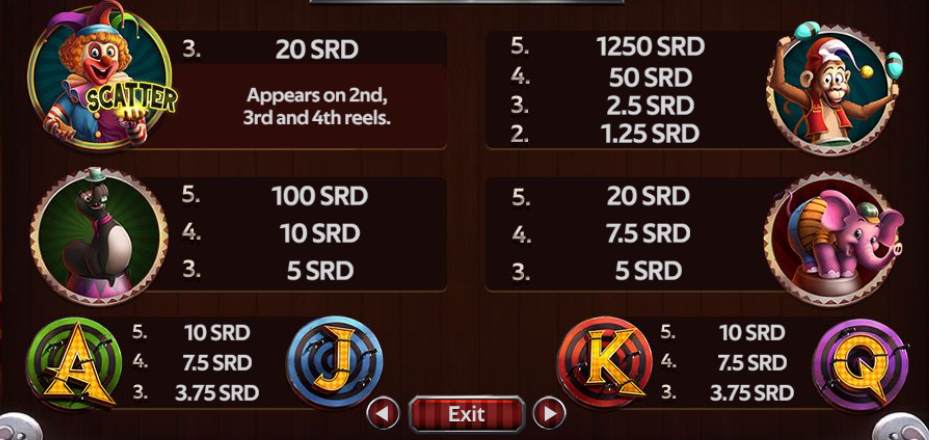 SCATTER
3. 20 SRD
Appears on 2nd,
3rd and 4th reels.
5. 1250 SRD
4. 50 SRD
3. 2.5 SRD
2. 1.25 SRD
5. 100 SRD
4. 10 SRD
3. 5 SRD
5. 20 SRD
4. 7.5 SRD
3. 5 SRD
A
5. 10 SRD
4. 7.5 SRD
3. 3.75 SRD
J
K
5. 10 SRD
4. 7.5 SRD
3. 3.75 SRD
Q
Exit